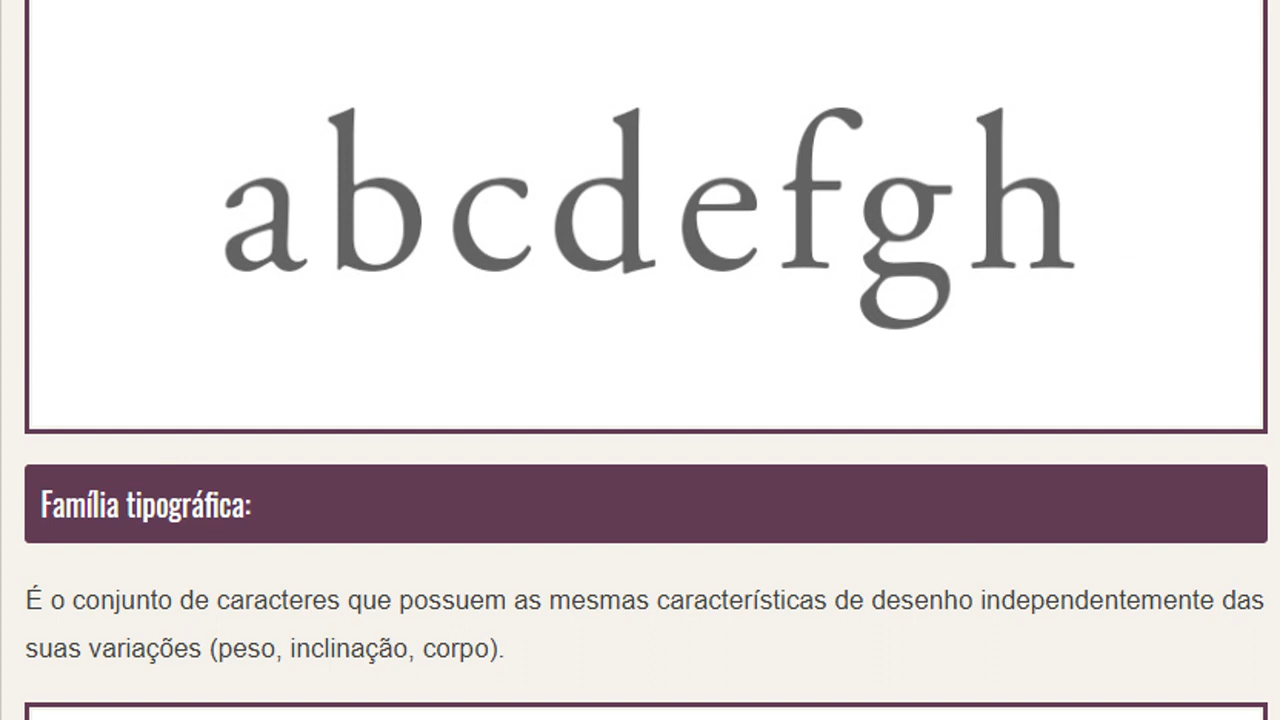 abcdefgh
Família tipográfica:
É o conjunto de caracteres que possuem as mesmas características de desenho independentemente das
suas variações (peso, inclinação, corpo).